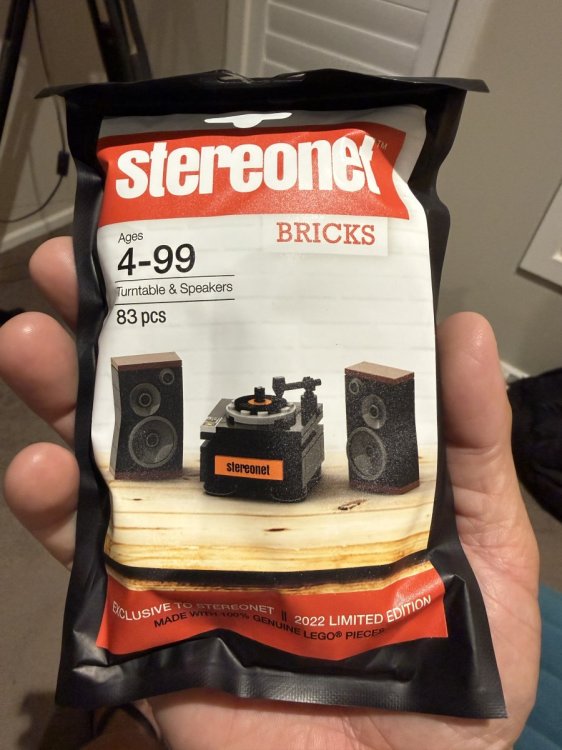 stereonet™
BRICKS
Ages
4-99
Turntable & Speakers
83 pcs
stereonet
EXCLUSIVE TO STEREONET || 2022 LIMITED EDITION
MADE WITH 100% GENUINE LEGO® PIECES